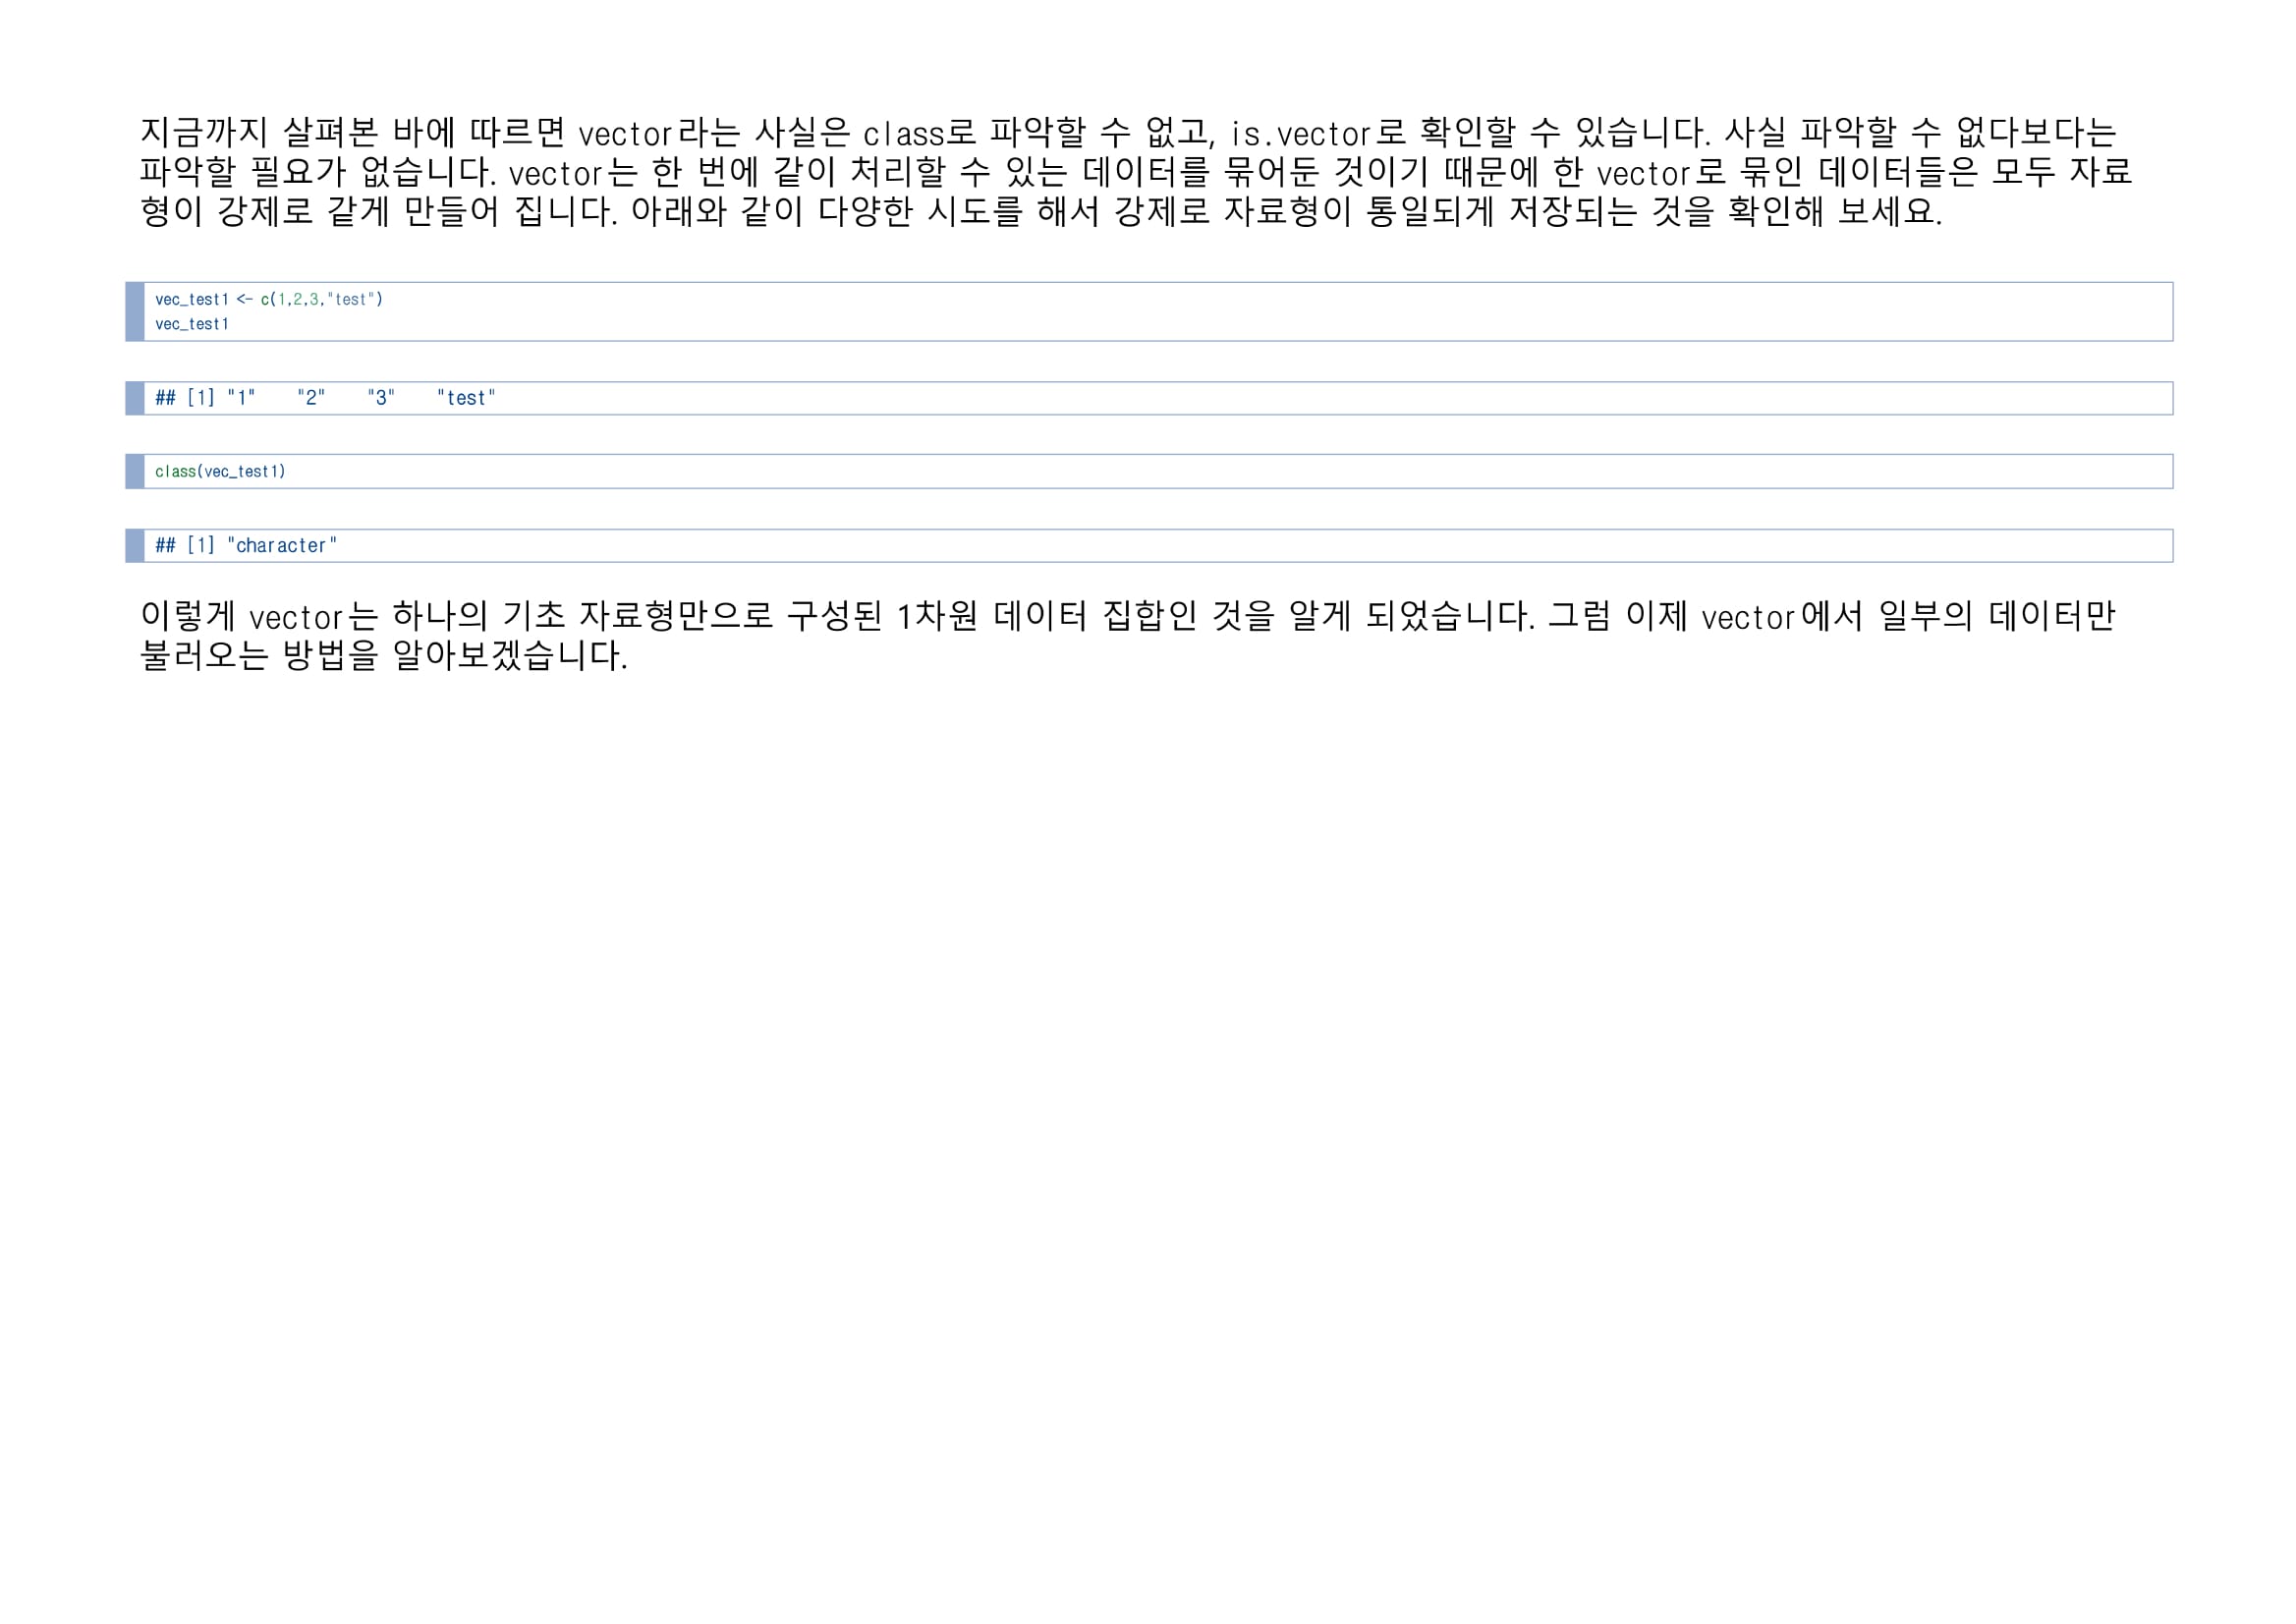 지금까지 살펴본 바에 따르면 vector라는 사실은 class로 파악할 수 없고, is.vector로 확인할 수 있습니다. 사실 파악할 수 없다보다는
파악할 필요가 없습니다. vector는 한 번에 같이 처리할 수 있는 데이터를 묶어둔 것이기 때문에 한 vector로 묶인 데이터들은 모두 자료
형이 강제로 같게 만들어 집니다. 아래와 같이 다양한 시도를 해서 강제로 자료형이 통일되게 저장되는 것을 확인해 보세요.
vec_test1 <- c(1,2,3,"test")
vec_test1
## [1] "1"    "2"    "3"    "test"
class(vec_test1)
## [1] "character"
이렇게 vector는 하나의 기초 자료형만으로 구성된 1차원 데이터 집합인 것을 알게 되었습니다. 그럼 이제 vector에서 일부의 데이터만
불러오는 방법을 알아보겠습니다.